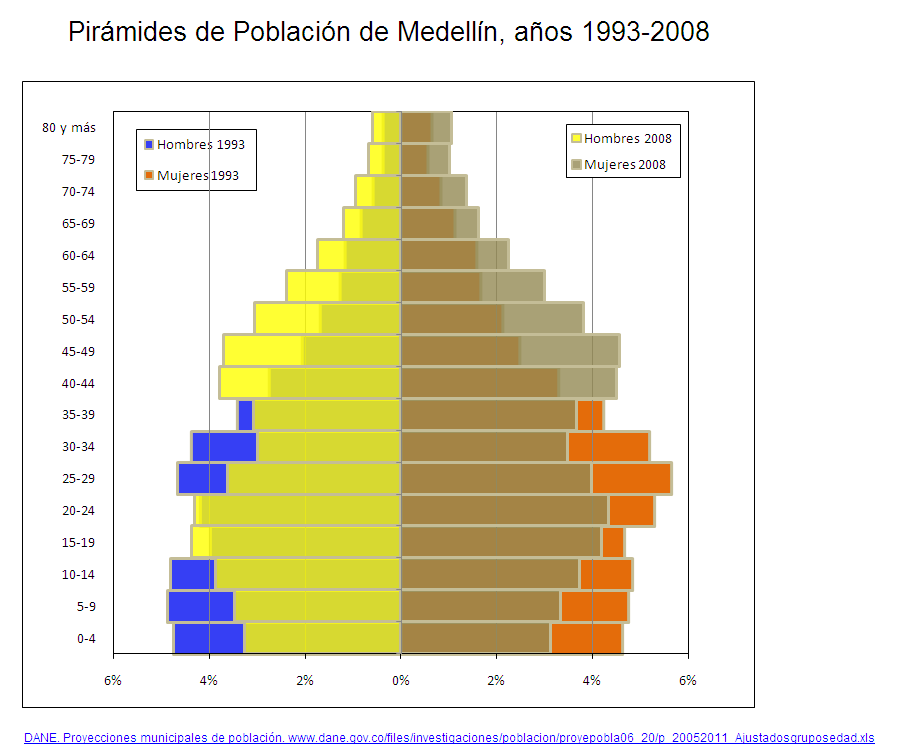 Pirámides de Población de Medellín, años 1993-2008
Hombres 1993
Mujeres 1993
Hombres 2008
Mujeres 2008
80 y más
75-79
70-74
65-69
60-64
55-59
50-54
45-49
40-44
35-39
30-34
25-29
20-24
15-19
10-14
5-9
0-4
6% 4% 2% 0% 2% 4% 6%
DANE. Proyecciones municipales de población. www.dane.gov.co/files/investigaciones/poblacion/proyepobla06_20/p_20052011_Ajustadosgruposedad.xls